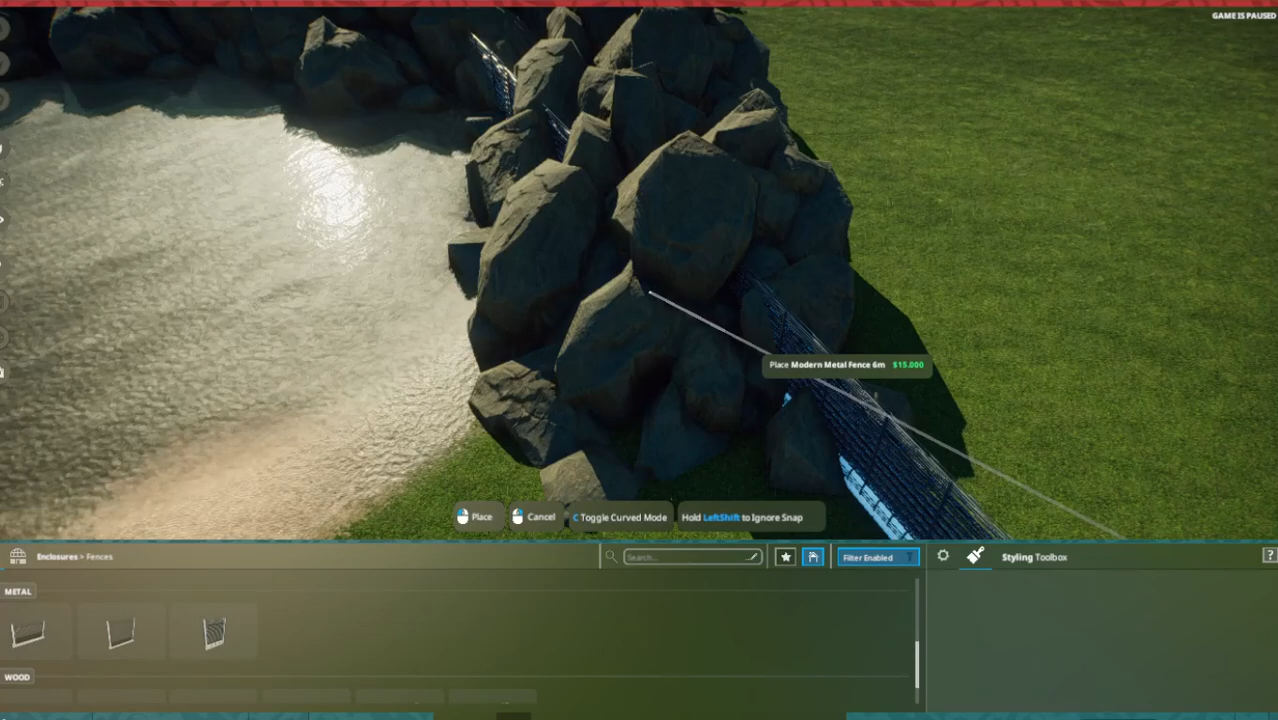 GAME IS PAUSED
Place Modern Metal Fence 6m $15.000
Place
Cancel
C Toggle Curved Mode
Hold LeftShift to Ignore Snap
Enclosures > Fences
Search...
Filter Enabled
Styling Toolbox
?
METAL
WOOD